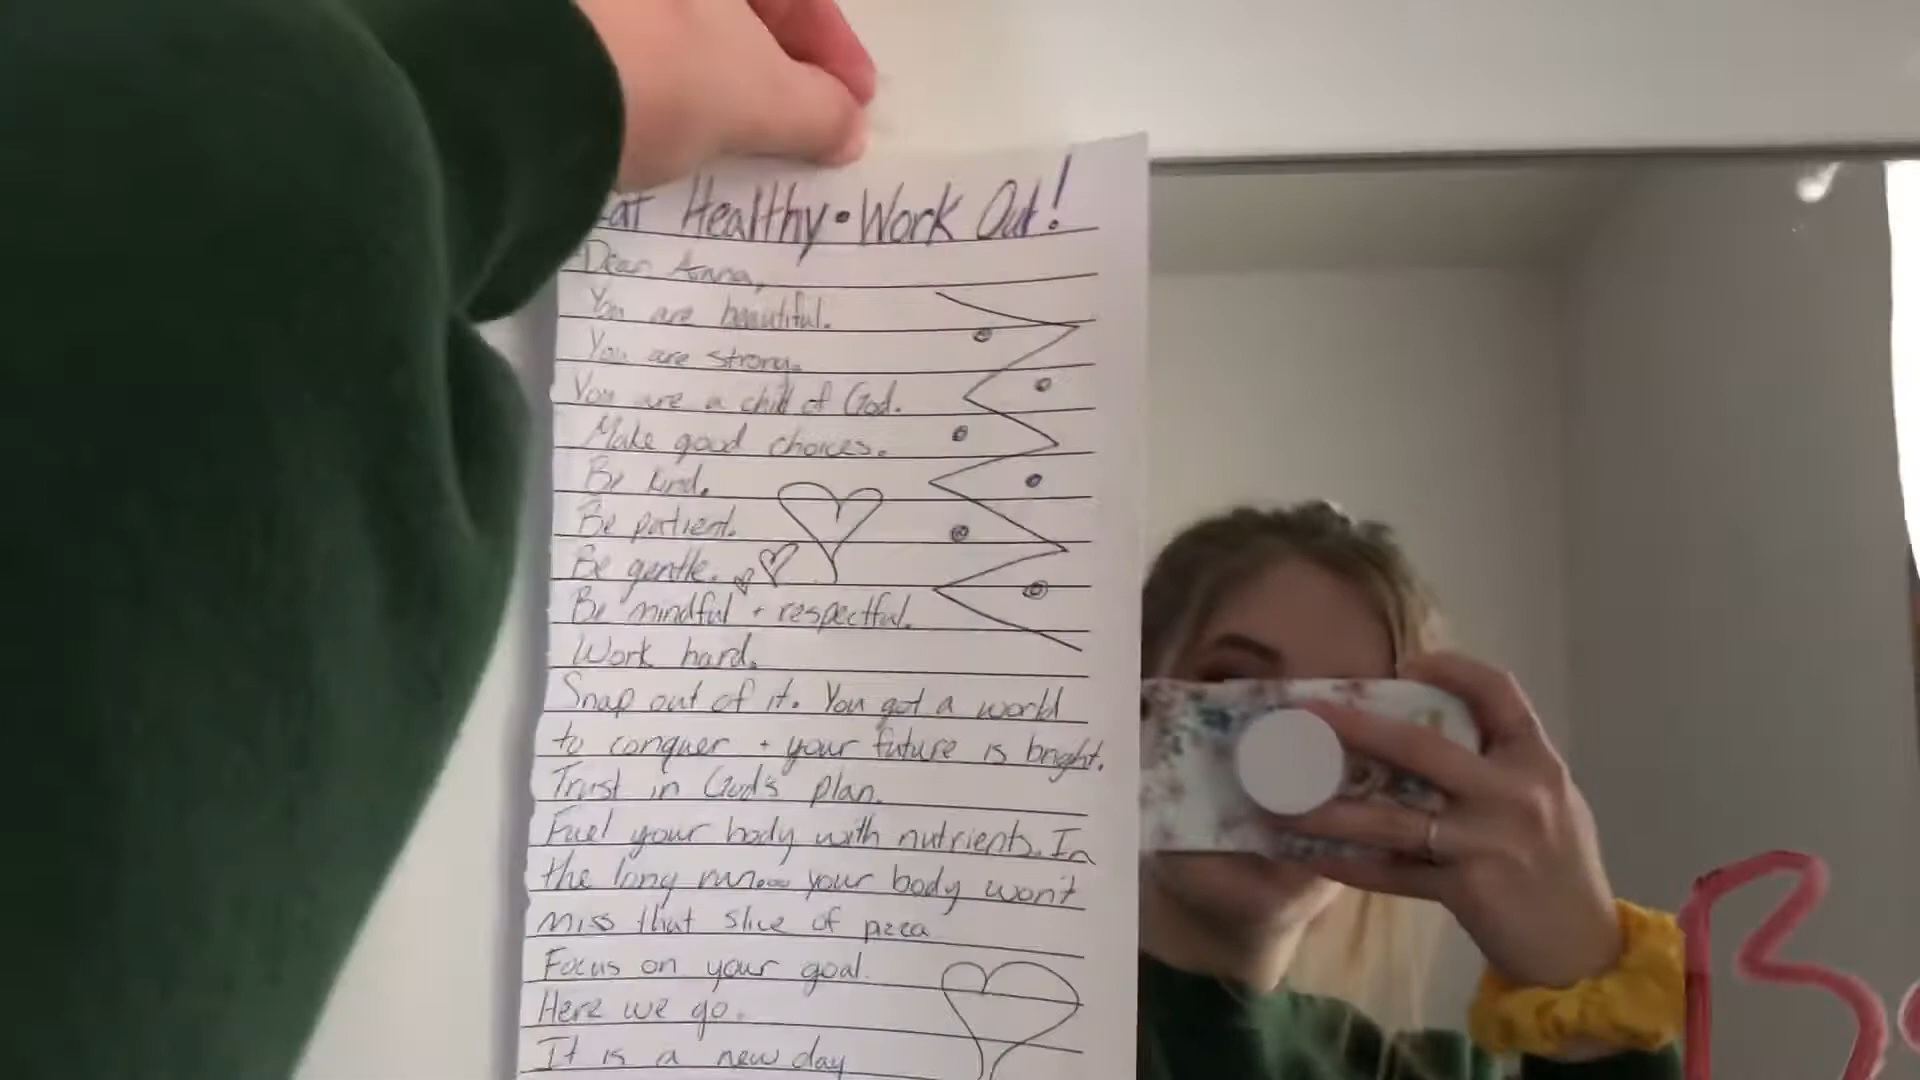 Eat Healthy • Work Out!
Dear Anna,
You are beautiful.
You are strong.
You are a child of God.
Make good choices.
Be kind.
Be patient.
Be gentle.
Be mindful + respectful.
Work hard.
Snap out of it. You got a world
to conquer + your future is bright.
Trust in God's plan.
Fuel your body with nutrients. In
the long run... your body won't
miss that slice of pizza
Focus on your goal.
Here we go.
It is a new day